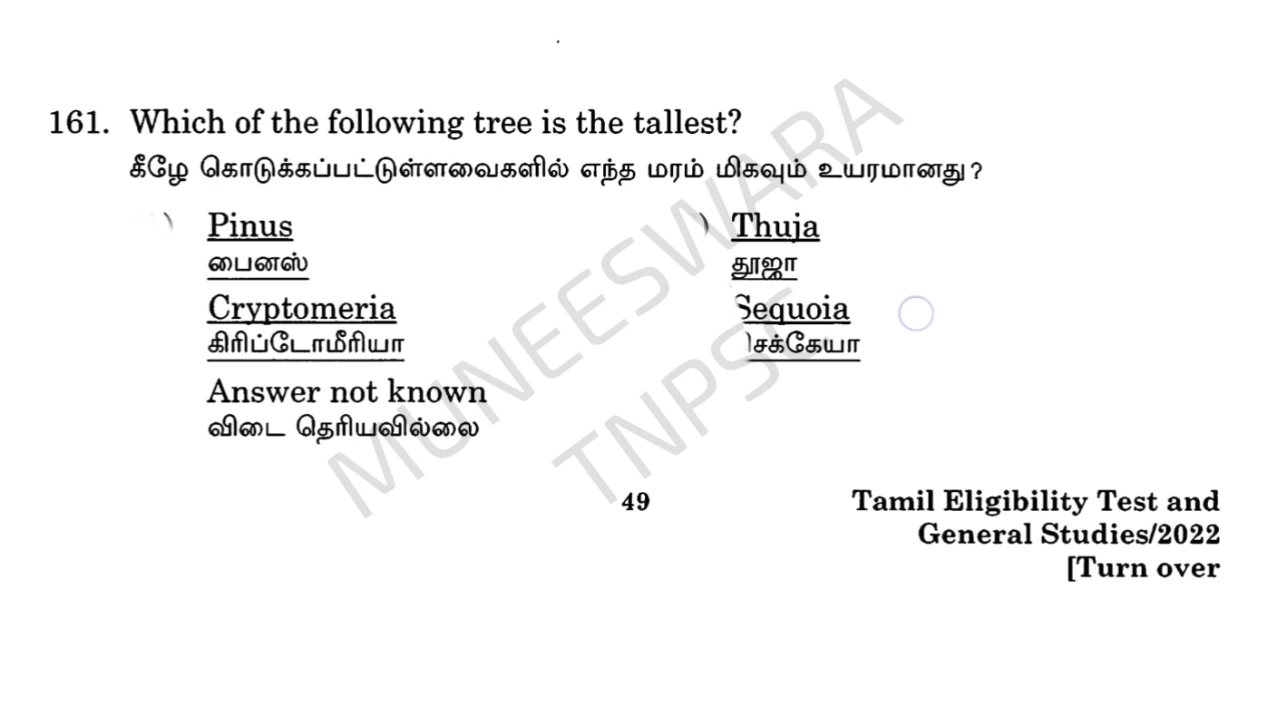 161. Which of the following tree is the tallest?
கீழே கொடுக்கப்பட்டுள்ளவைகளில் எந்த மரம் மிகவும் உயரமானது?
) Pinus ) Thuja
பைனஸ் தூஜா
Cryptomeria Sequoia
கிரிப்டோமீரியா செக்கேயா
Answer not known
விடை தெரியவில்லை
MUNEESWARA
TNPSC
49 Tamil Eligibility Test and
General Studies/2022
[Turn over